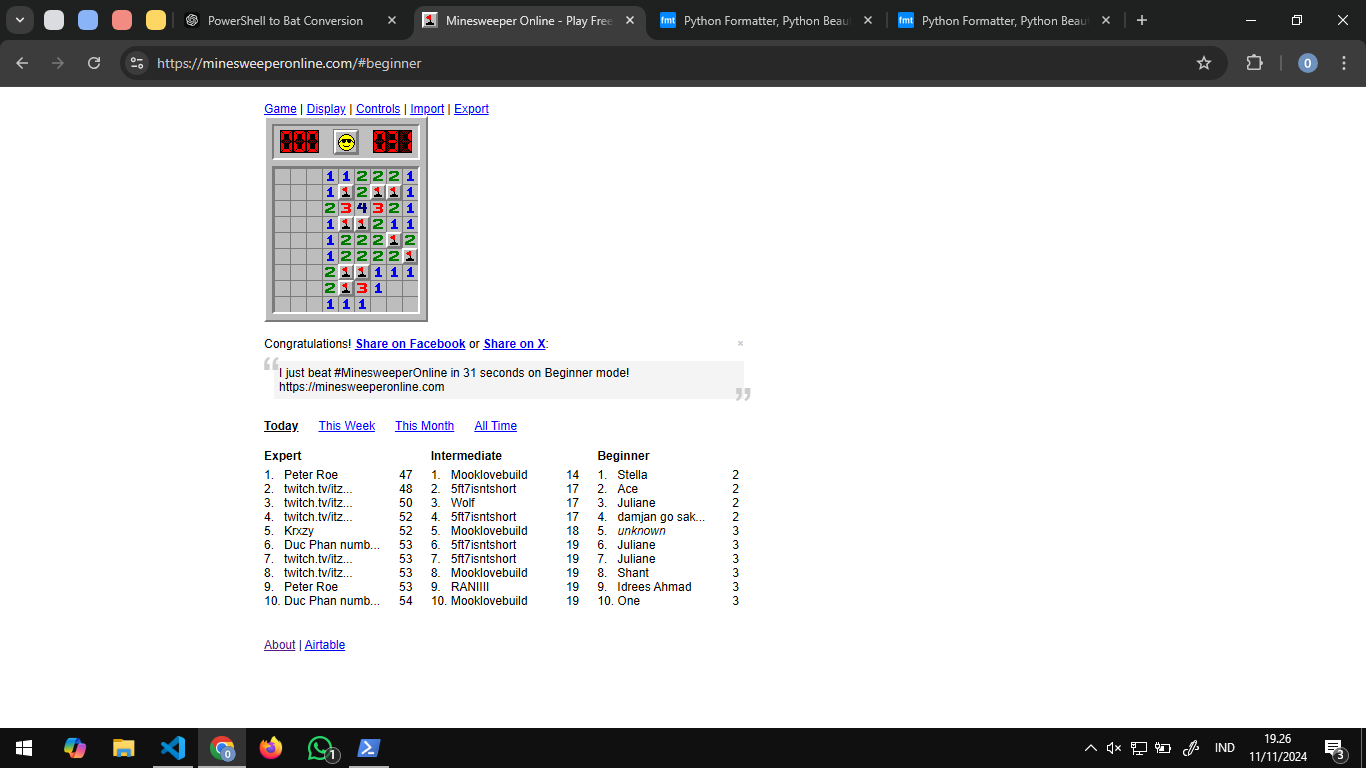 PowerShell to Bat Conversion
Minesweeper Online - Play Free
fmt Python Formatter, Python Beau
fmt Python Formatter, Python Beau
https://minesweeperonline.com/#beginner
0
Game | Display | Controls | Import | Export
000 031
1 1 2 2 2 1
1 2 1
2 3 4 3 2 1
1 2 1 1
1 2 2 2 2
1 2 2 2 2
2 1 1 1
2 3 1
1 1 1
Congratulations! Share on Facebook or Share on X: ×
“ I just beat #MinesweeperOnline in 31 seconds on Beginner mode!
https://minesweeperonline.com ”
Today This Week This Month All Time
Expert Intermediate Beginner
1. Peter Roe 47 1. Mooklovebuild 14 1. Stella 2
2. twitch.tv/itz... 48 2. 5ft7isntshort 17 2. Ace 2
3. twitch.tv/itz... 50 3. Wolf 17 3. Juliane 2
4. twitch.tv/itz... 52 4. 5ft7isntshort 17 4. damjan go sak... 2
5. Krxzy 52 5. Mooklovebuild 18 5. unknown 3
6. Duc Phan numb... 53 6. 5ft7isntshort 19 6. Juliane 3
7. twitch.tv/itz... 53 7. 5ft7isntshort 19 7. Juliane 3
8. twitch.tv/itz... 53 8. Mooklovebuild 19 8. Shant 3
9. Peter Roe 53 9. RANIIII 19 9. Idrees Ahmad 3
10. Duc Phan numb... 54 10. Mooklovebuild 19 10. One 3
About | Airtable
0
1
IND
19.26
11/11/2024
3